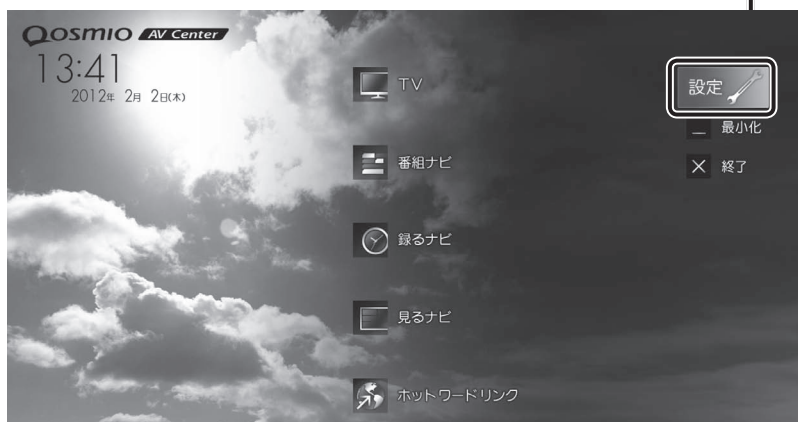 Qosmio AV Center
13:41
2012年 2月 2日(木)
TV
番組ナビ
録るナビ
見るナビ
ホットワードリンク
設定
最小化
終了